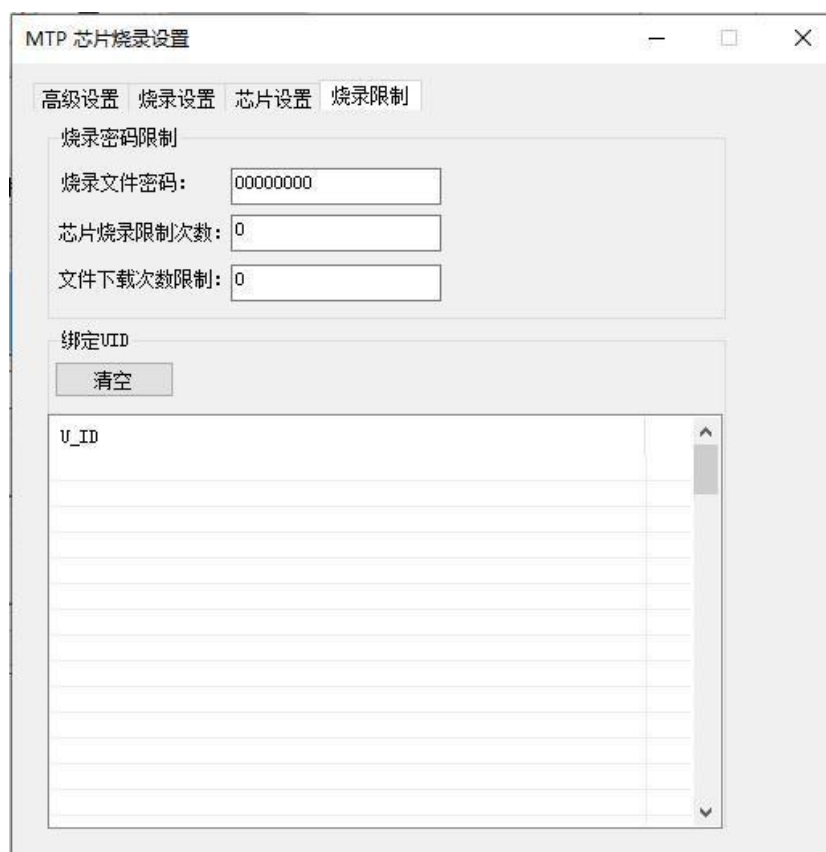 MTP 芯片烧录设置
高级设置 烧录设置 芯片设置 烧录限制
烧录密码限制
烧录文件密码: 00000000
芯片烧录限制次数: 0
文件下载次数限制: 0
绑定UID
清空
U_ID